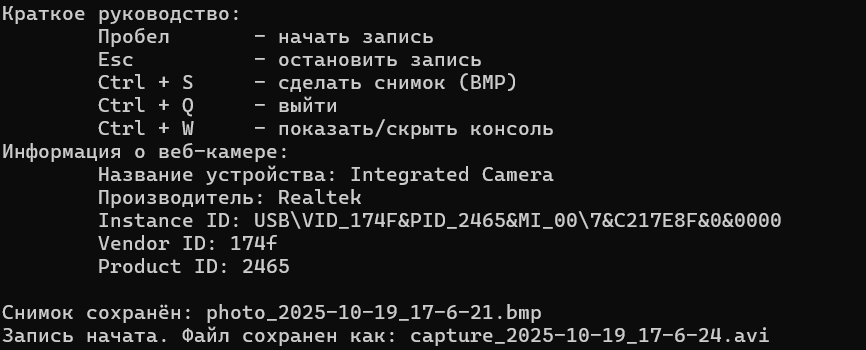 Краткое руководство:
Пробел - начать запись
Esc - остановить запись
Ctrl + S - сделать снимок (BMP)
Ctrl + Q - выйти
Ctrl + W - показать/скрыть консоль
Информация о веб-камере:
Название устройства: Integrated Camera
Производитель: Realtek
Instance ID: USB\VID_174F&PID_2465&MI_00\7&C217E8F&0&0000
Vendor ID: 174f
Product ID: 2465
Снимок сохранён: photo_2025-10-19_17-6-21.bmp
Запись начата. Файл сохранен как: capture_2025-10-19_17-6-24.avi